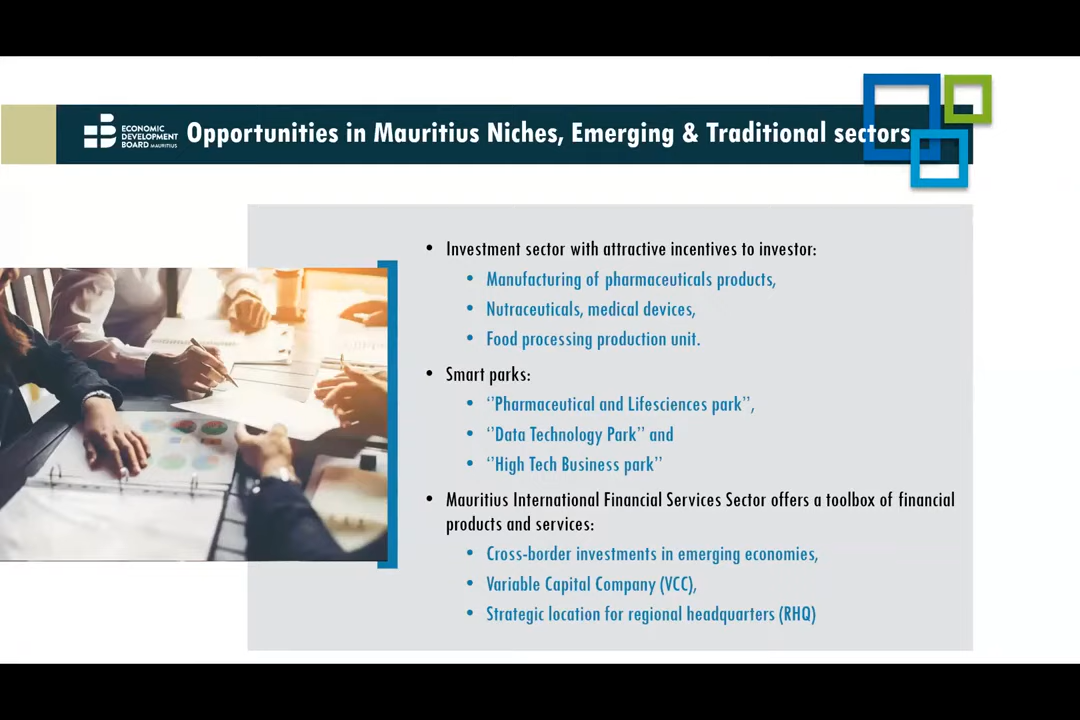 ECONOMIC
DEVELOPMENT
BOARD MAURITIUS
Opportunities in Mauritius Niches, Emerging & Traditional sectors
• Investment sector with attractive incentives to investor:
• Manufacturing of pharmaceuticals products,
• Nutraceuticals, medical devices,
• Food processing production unit.
• Smart parks:
• ‘’Pharmaceutical and Lifesciences park’’,
• ‘’Data Technology Park’’ and
• ‘’High Tech Business park’’
• Mauritius International Financial Services Sector offers a toolbox of financial
products and services:
• Cross-border investments in emerging economies,
• Variable Capital Company (VCC),
• Strategic location for regional headquarters (RHQ)